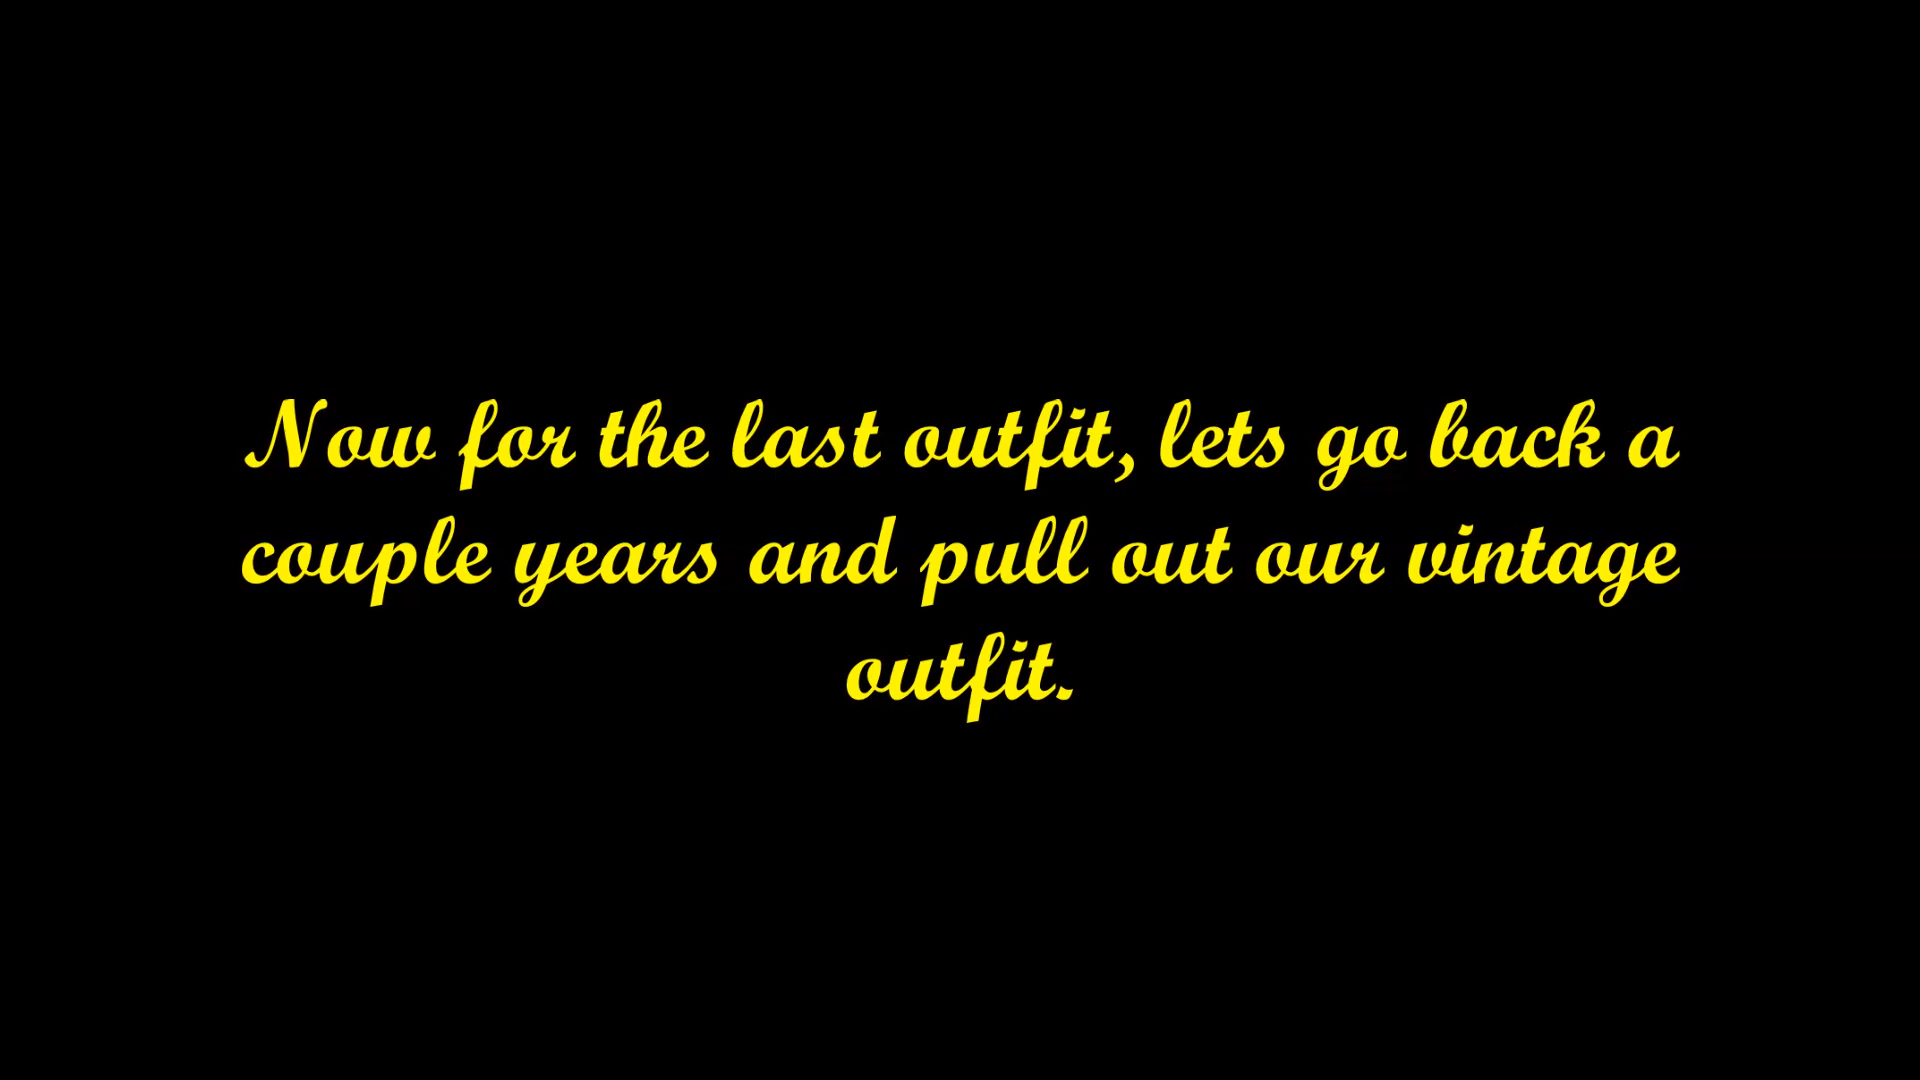 Now for the last outfit, lets go back a
couple years and pull out our vintage
outfit.